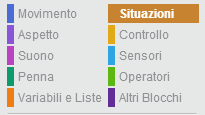 Movimento Situazioni
Aspetto Controllo
Suono Sensori
Penna Operatori
Variabili e Liste Altri Blocchi